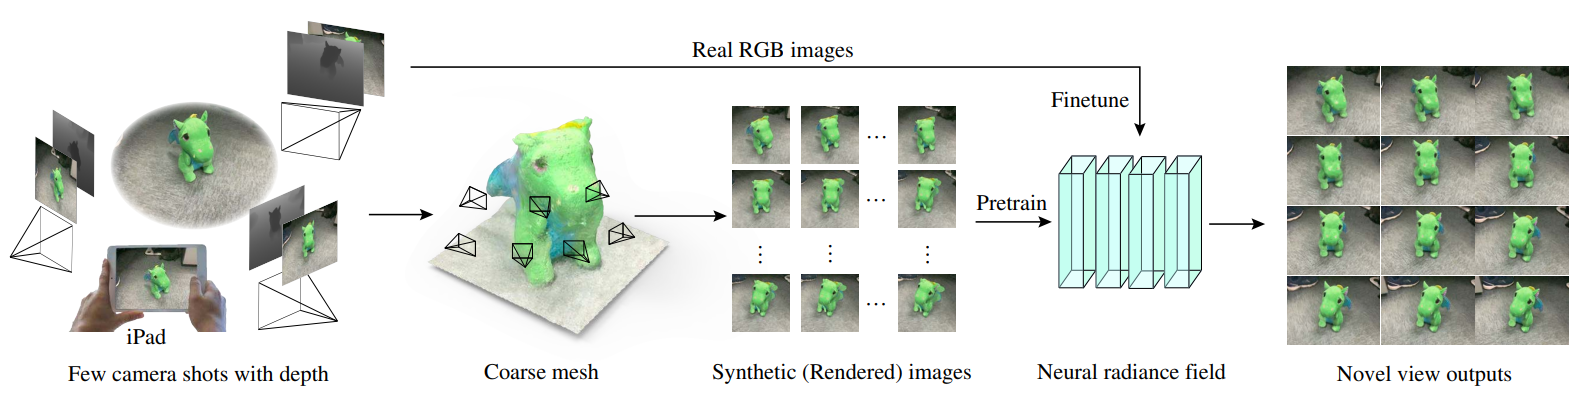 Real RGB images
Finetune
Pretrain
iPad
Few camera shots with depth
Coarse mesh
Synthetic (Rendered) images
Neural radiance field
Novel view outputs